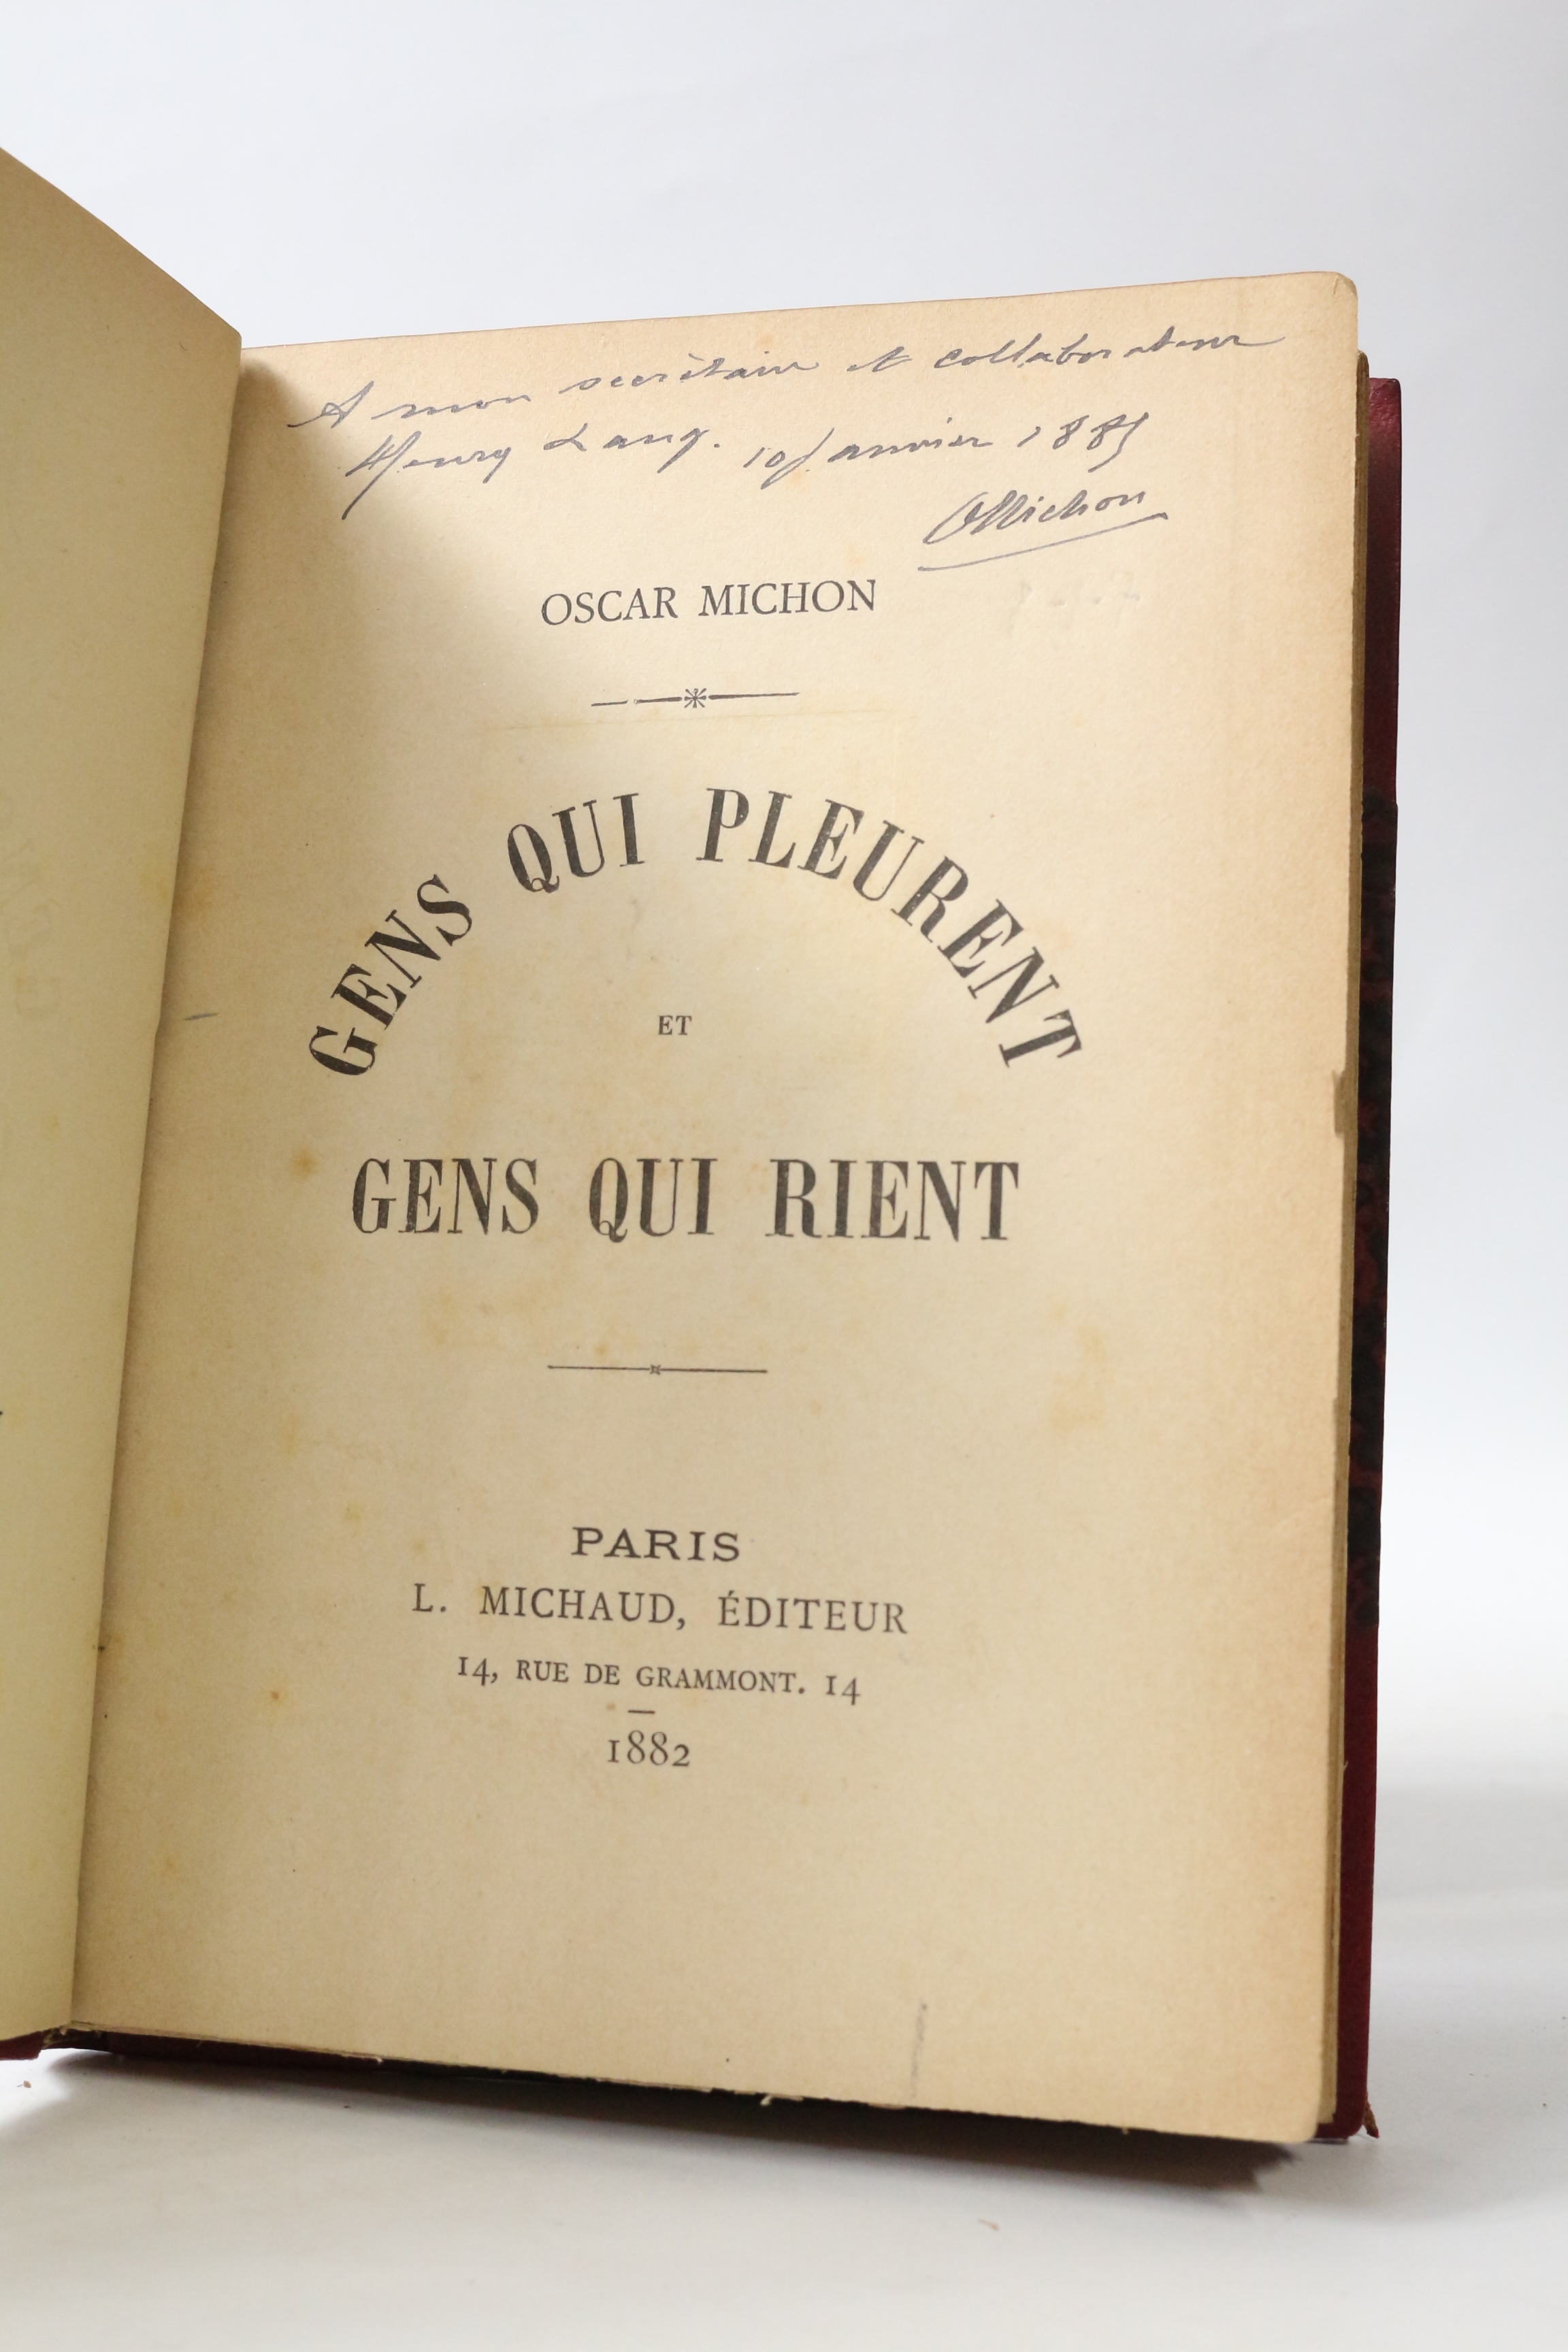 A mon secrétaire et collaborateur
Henry Lang. 10 Janvier 1885
OMichon
OSCAR MICHON
GENS QUI PLEURENT
ET
GENS QUI RIENT
PARIS
L. MICHAUD, ÉDITEUR
14, RUE DE GRAMMONT. 14
1882